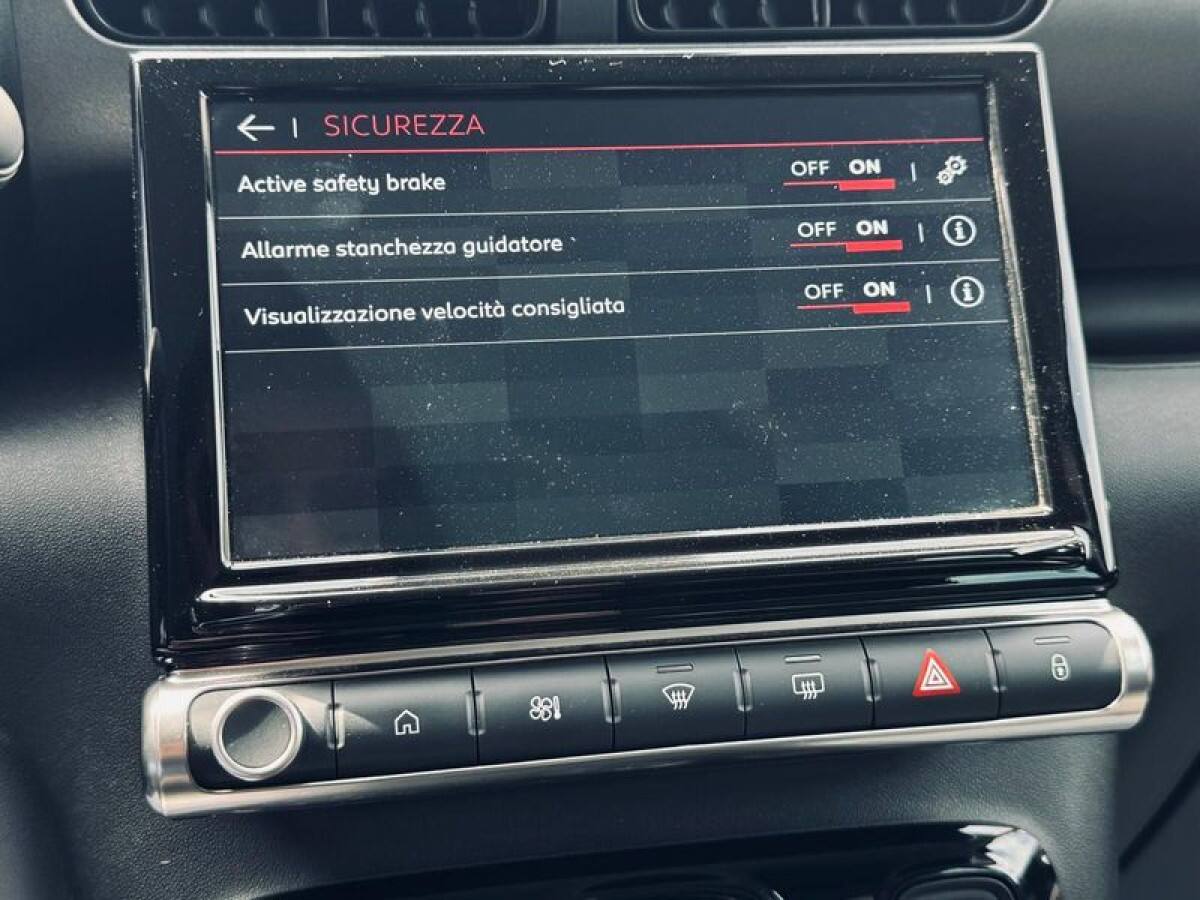 SICUREZZA
Active safety brake OFF ON
Allarme stanchezza guidatore OFF ON
Visualizzazione velocità consigliata OFF ON